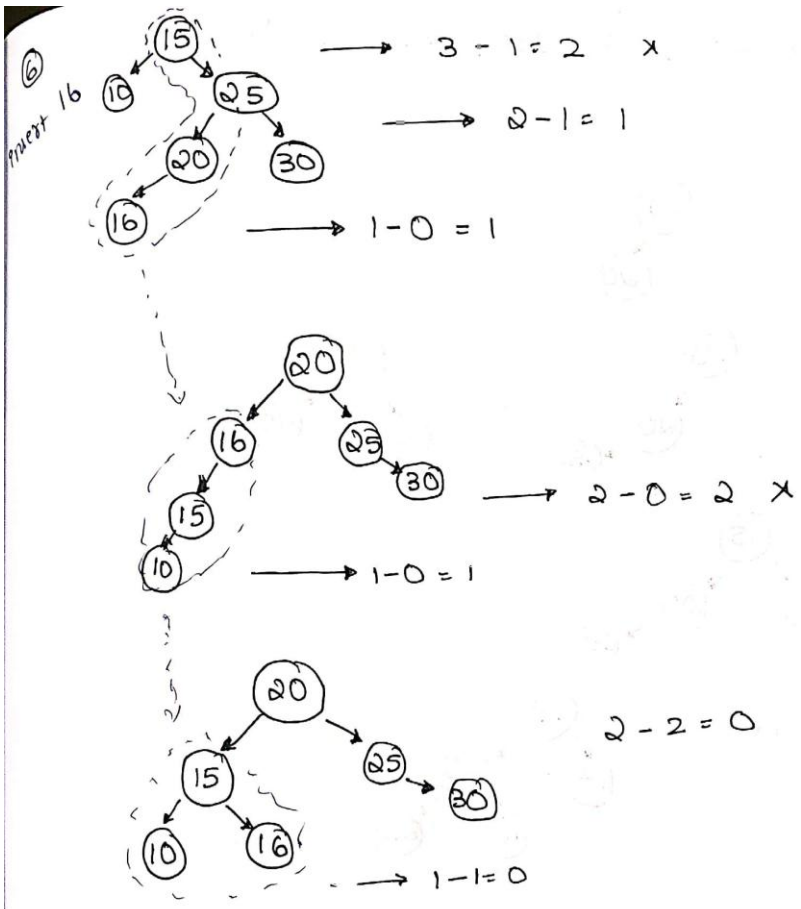 ⑥
insert 16
15
3 - 1 = 2 x
10 25
2 - 1 = 1
20 30
16
1 - 0 = 1
20
16 25
30
2 - 0 = 2 x
15
10
1 - 0 = 1
20
2 - 2 = 0
15 25
30
10 16
1 - 1 = 0